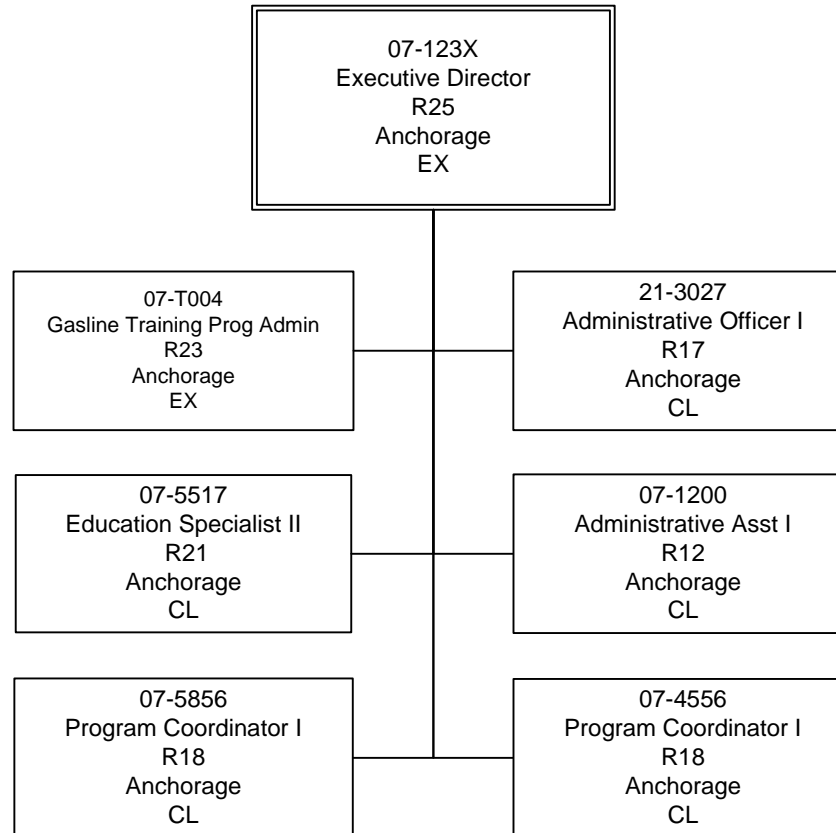 07-123X
Executive Director
R25
Anchorage
EX
07-T004
Gasline Training Prog Admin
R23
Anchorage
EX
21-3027
Administrative Officer I
R17
Anchorage
CL
07-5517
Education Specialist II
R21
Anchorage
CL
07-1200
Administrative Asst I
R12
Anchorage
CL
07-5856
Program Coordinator I
R18
Anchorage
CL
07-4556
Program Coordinator I
R18
Anchorage
CL